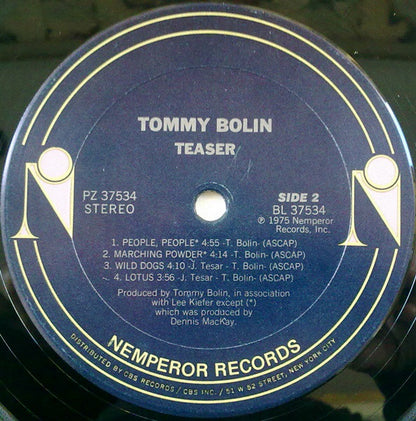 TOMMY BOLIN
TEASER
PZ 37534
STEREO
SIDE 2
BL 37534
℗ 1975 Nemperor
Records, Inc.
1. PEOPLE, PEOPLE* 4:55 -T. Bolin- (ASCAP)
2. MARCHING POWDER* 4:14 -T. Bolin- (ASCAP)
3. WILD DOGS 4:10 -J. Tesar - T. Bolin- (ASCAP)
4. LOTUS 3:56 -J. Tesar - T. Bolin- (ASCAP)
Produced by Tommy Bolin, in association
with Lee Kiefer except (*)
which was produced by
Dennis MacKay.
NEMPEROR RECORDS
DISTRIBUTED BY CBS RECORDS / CBS INC. / 51 W 52 STREET, NEW YORK CITY